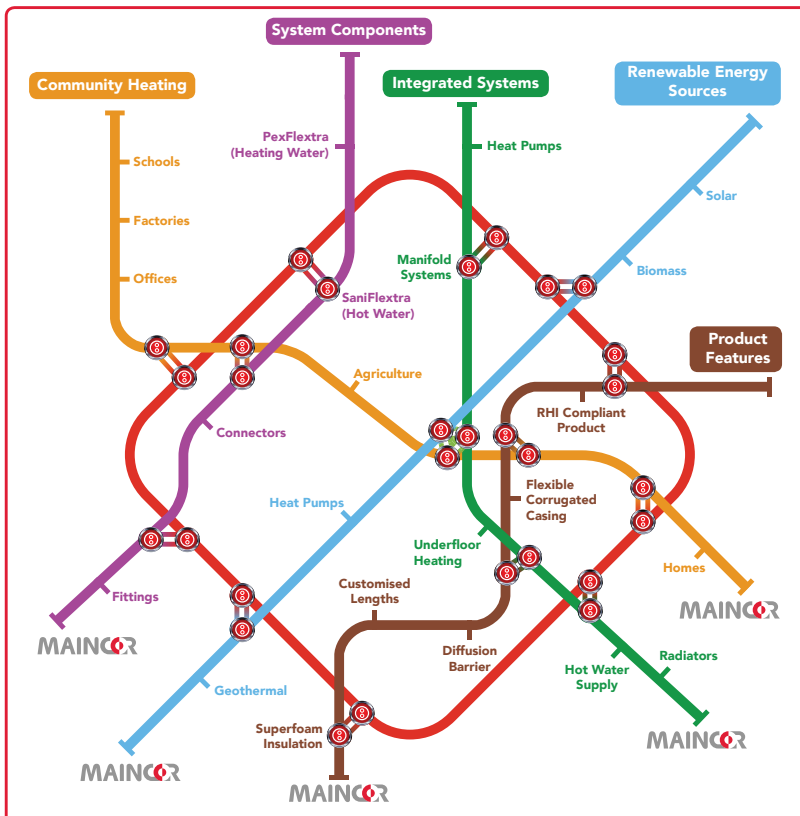 System Components
Community Heating
Integrated Systems
Renewable Energy
Sources
PexFlextra
(Heating Water)
Heat Pumps
Schools
Solar
Factories
Manifold
Systems
Biomass
Offices
SaniFlextra
(Hot Water)
Product
Features
Agriculture
RHI Compliant
Product
Connectors
Flexible
Corrugated
Casing
Heat Pumps
Underfloor
Heating
Homes
Customised
Lengths
Fittings
MAINCOR
MAINCOR
Diffusion
Barrier
Radiators
Hot Water
Supply
Geothermal
Superfoam
Insulation
MAINCOR
MAINCOR
MAINCOR